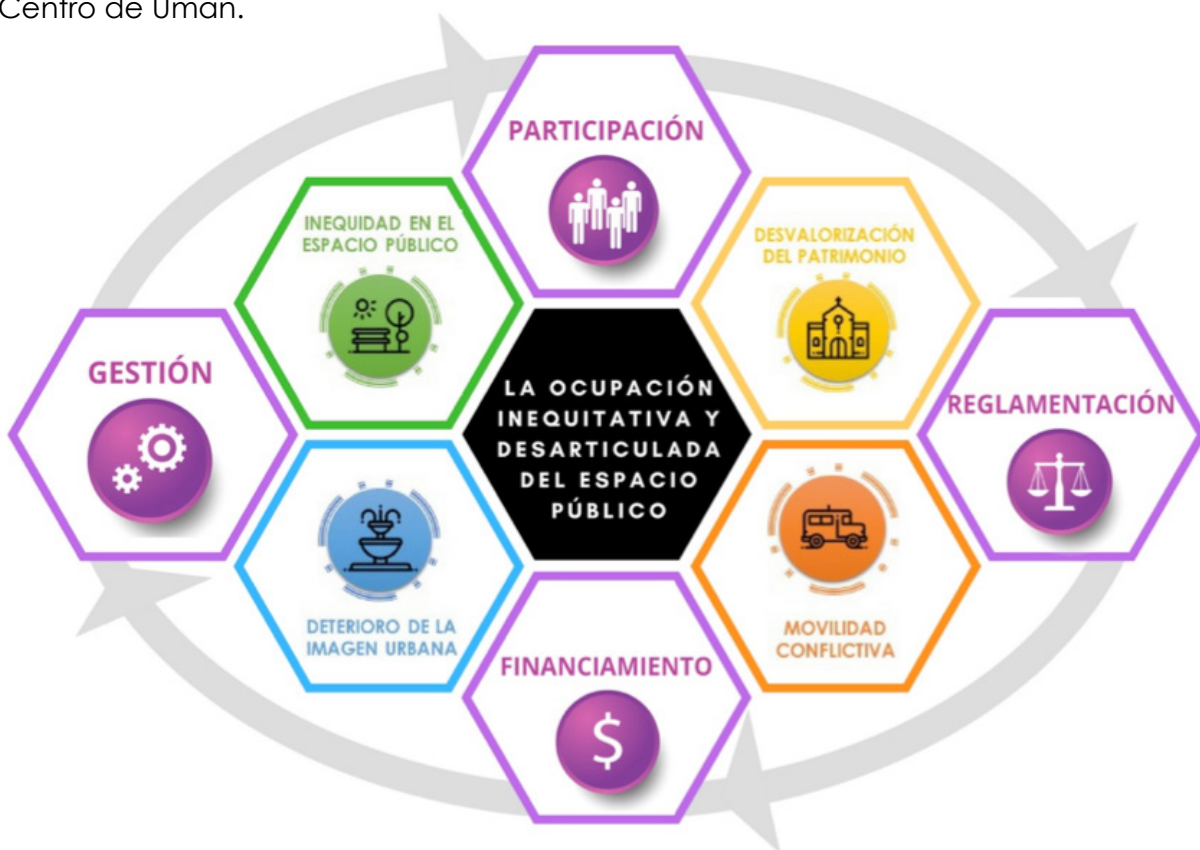 Centro de Umán.
PARTICIPACIÓN
INEQUIDAD EN EL
ESPACIO PÚBLICO
DESVALORIZACIÓN
DEL PATRIMONIO
GESTIÓN
LA OCUPACIÓN
INEQUITATIVA Y
DESARTICULADA
DEL ESPACIO
PÚBLICO
REGLAMENTACIÓN
DETERIORO DE LA
IMAGEN URBANA
FINANCIAMIENTO
$
MOVILIDAD
CONFLICTIVA